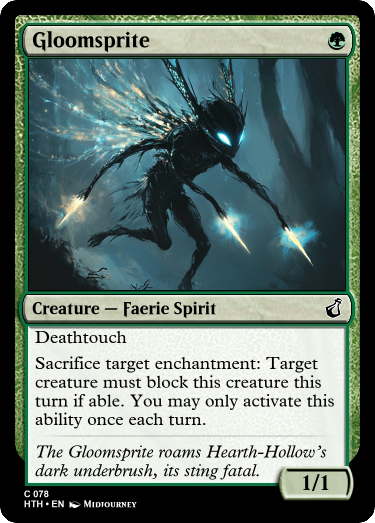 Gloomsprite
Creature — Faerie Spirit
Deathtouch
Sacrifice target enchantment: Target
creature must block this creature this
turn if able. You may only activate this
ability once each turn.
The Gloomsprite roams Hearth-Hollow's
dark underbrush, its sting fatal.
1/1
C 078
HTH • EN Midjourney